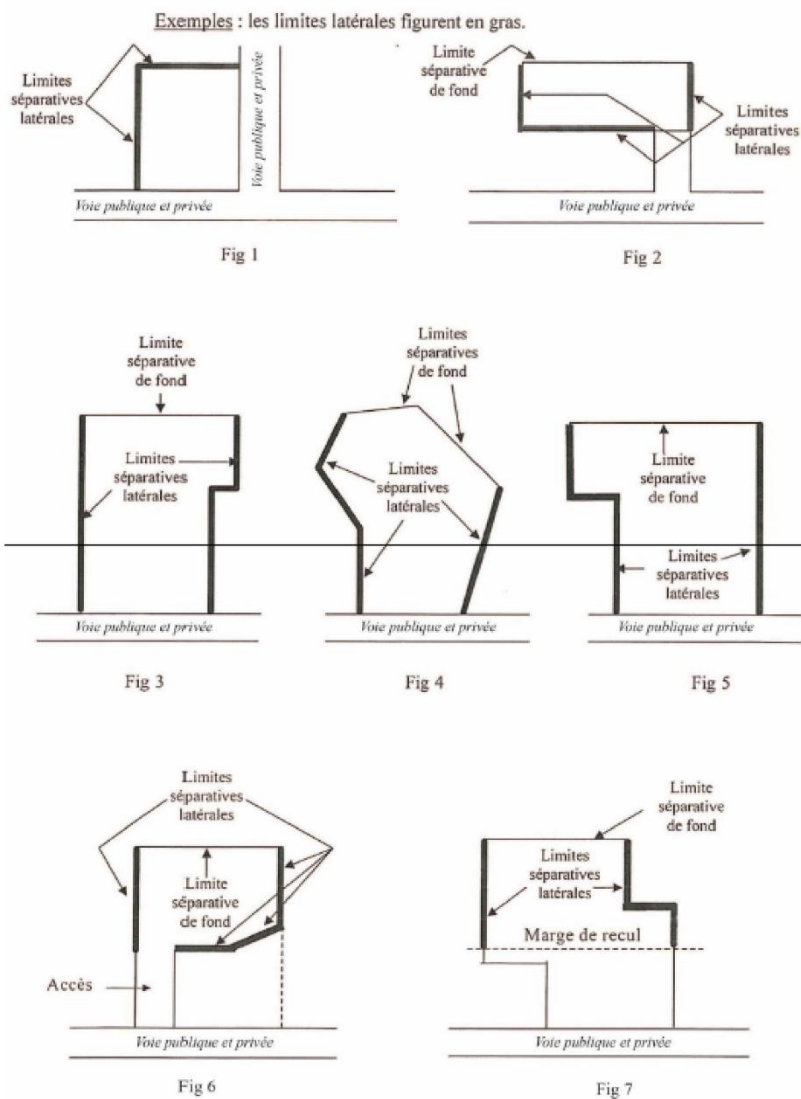 Exemples : les limites latérales figurent en gras.
Limites
séparatives
latérales
Voie publique et privée
Voie publique et privée
Fig 1
Limite
séparative
de fond
Limites
séparatives
latérales
Voie publique et privée
Fig 2
Limite
séparative
de fond
Limites
séparatives
latérales
Voie publique et privée
Fig 3
Limites
séparatives
de fond
Limites
séparatives
latérales
Voie publique et privée
Fig 4
Limite
séparative
de fond
Limites
séparatives
latérales
Voie publique et privée
Fig 5
Limites
séparatives
latérales
Limite
séparative
de fond
Accès
Voie publique et privée
Fig 6
Limite
séparative
de fond
Limites
séparatives
latérales
Marge de recul
Voie publique et privée
Fig 7